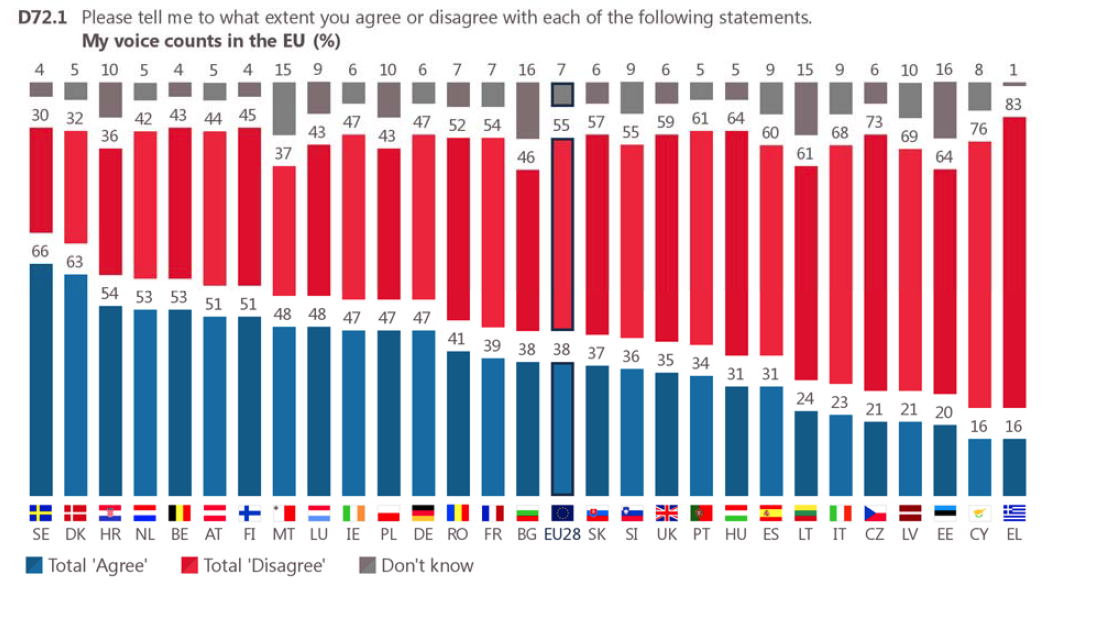 D72.1 Please tell me to what extent you agree or disagree with each of the following statements.
My voice counts in the EU (%)
4 5 10 5 4 5 4 15 9 6 10 6 7 7 16 7 6 9 6 5 5 9 15 9 6 10 16 8 1
30 32 36 42 43 44 45 37 43 47 43 47 52 54 46 55 57 55 59 61 64 60 61 68 73 69 64 76 83
66 63 54 53 53 51 51 48 48 47 47 47 41 39 38 38 37 36 35 34 31 31 24 23 21 21 20 16 16
SE DK HR NL BE AT FI MT LU IE PL DE RO FR BG EU28 SK SI UK PT HU ES LT IT CZ LV EE CY EL
Total 'Agree' Total 'Disagree' Don't know